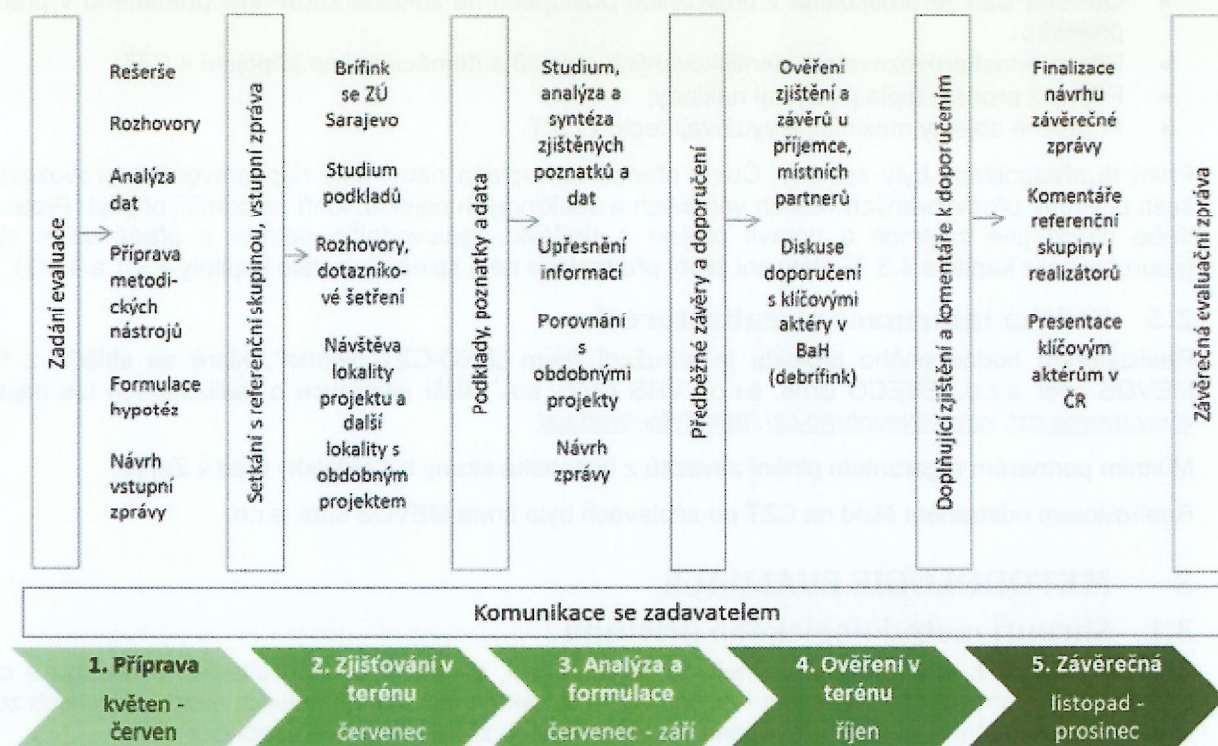 Zadání evaluace
Rešerše
Rozhovory
Analýza
dat
Příprava
metodi-
ckých
nástrojů
Formulace
hypotéz
Návrh
vstupní
zprávy
Setkání s referenční skupinou, vstupní zpráva
Brífink
se ZÚ
Sarajevo
Studium
podkladů
Rozhovory,
dotazníko-
vé šetření
Návštěva
lokality
projektu a
další
lokality s
obdobným
projektem
Podklady, poznatky a data
Studium,
analýza a
syntéza
zjištěných
poznatků a
dat
Upřesnění
informací
Porovnání
s
obdobnými
projekty
Návrh
zprávy
Předběžné závěry a doporučení
Ověření
zjištění a
závěrů u
příjemce,
místních
partnerů
Diskuse
doporučení
s klíčovými
aktéry v
BaH
(debrífink)
Doplňující zjištění a komentáře k doporučením
Finalizace
návrhu
závěrečné
zprávy
Komentáře
referenční
skupiny i
realizátorů
Presentace
klíčovým
aktérům v
ČR
Závěrečná evaluační zpráva
Komunikace se zadavatelem
1. Příprava
květen -
červen
2. Zjišťování v
terénu
červenec
3. Analýza a
formulace
červenec - září
4. Ověření v
terénu
říjen
5. Závěrečná
listopad -
prosinec